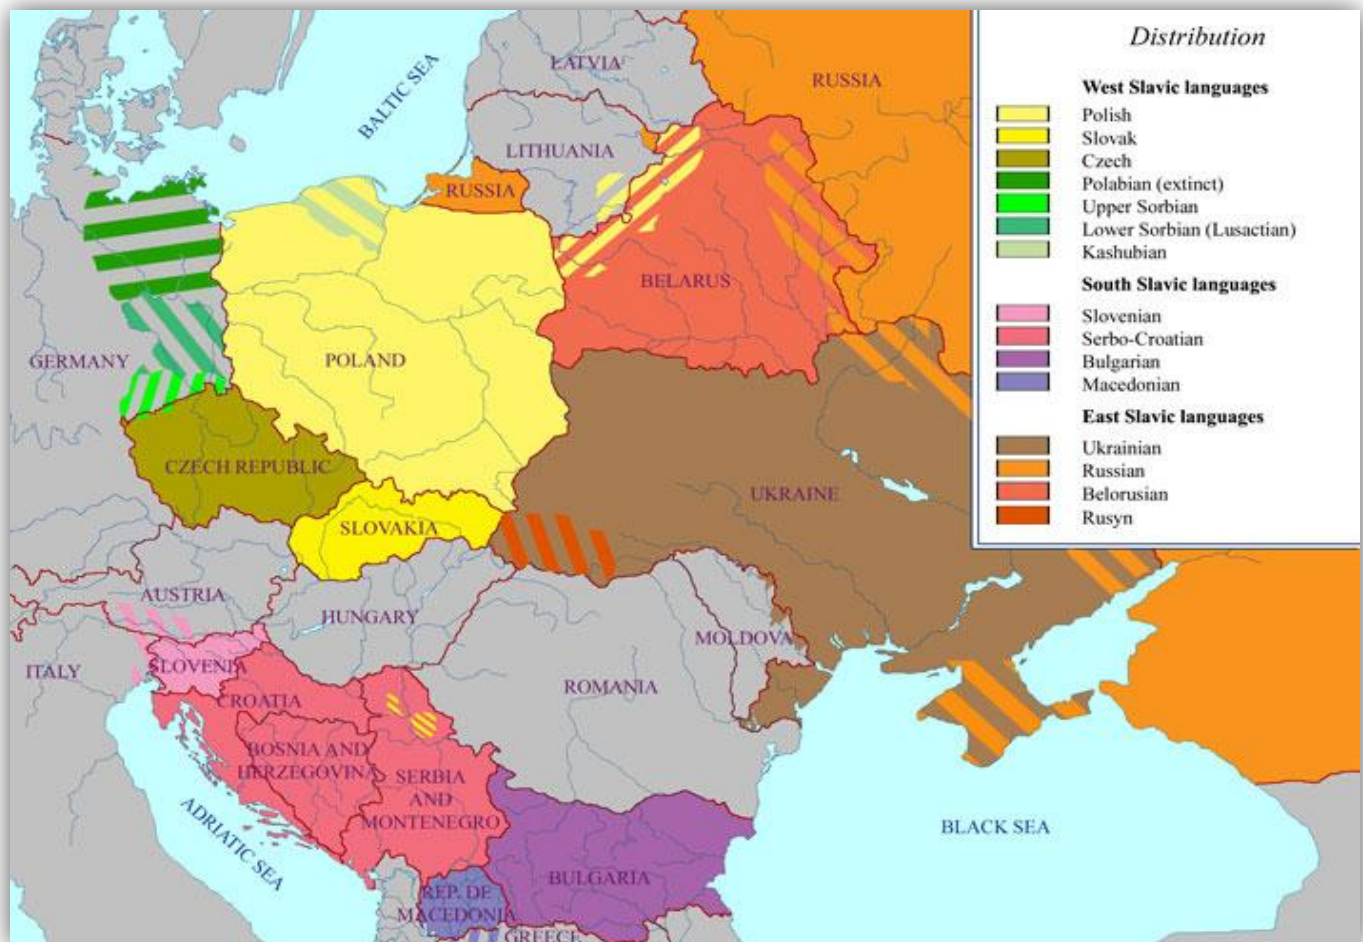 Distribution
West Slavic languages
Polish
Slovak
Czech
Polabian (extinct)
Upper Sorbian
Lower Sorbian (Lusactian)
Kashubian
South Slavic languages
Slovenian
Serbo-Croatian
Bulgarian
Macedonian
East Slavic languages
Ukrainian
Russian
Belorusian
Rusyn
LATVIA
RUSSIA
BALTIC SEA
LITHUANIA
RUSSIA
BELARUS
GERMANY
POLAND
CZECH REPUBLIC
UKRAINE
SLOVAKIA
AUSTRIA
HUNGARY
MOLDOVA
ITALY
SLOVENIA
ROMANIA
CROATIA
BOSNIA AND
HERZEGOVINA
SERBIA
AND
MONTENEGRO
ADRIATIC SEA
BLACK SEA
BULGARIA
REP. DE
MACEDONIA
GREECE